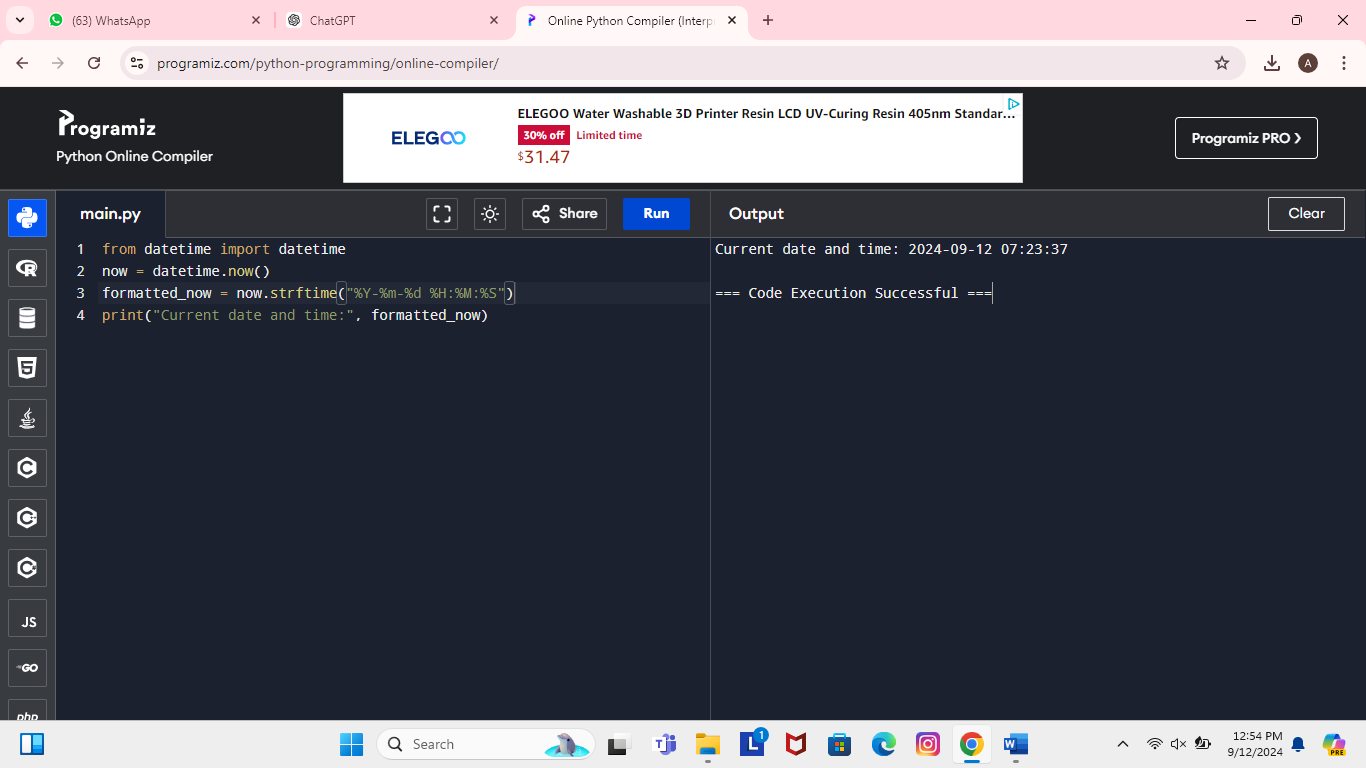 (63) WhatsApp
ChatGPT
Online Python Compiler (Interp
programiz.com/python-programming/online-compiler/
A
Programiz
Python Online Compiler
ELEGOO
ELEGOO Water Washable 3D Printer Resin LCD UV-Curing Resin 405nm Standar...
30% off Limited time
$31.47
Programiz PRO
main.py
Share
Run
Output
Clear
1 from datetime import datetime
2 now = datetime.now()
3 formatted_now = now.strftime("%Y-%m-%d %H:%M:%S")
4 print("Current date and time:", formatted_now)
Current date and time: 2024-09-12 07:23:37
=== Code Execution Successful ===
R
5
C
C
C
JS
GO
php
Search
L
1
W
12:54 PM
9/12/2024
PRE